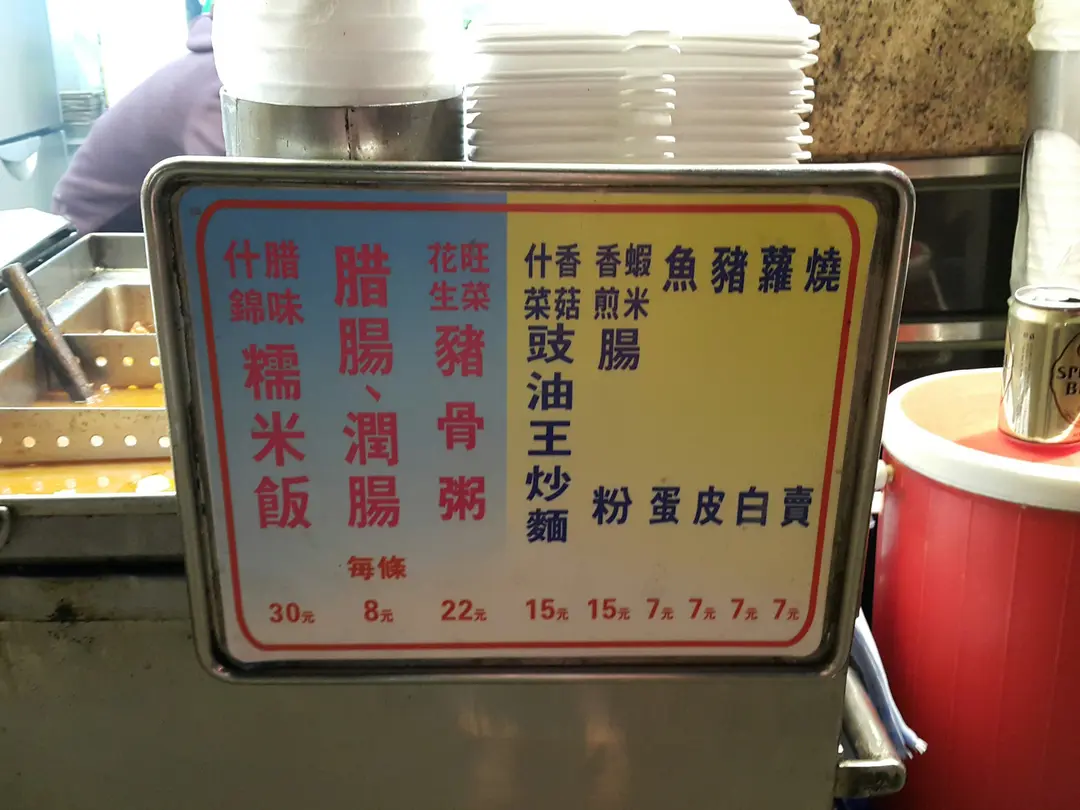 燒賣 7元
蘿白 7元
豬皮 7元
魚蛋 7元
蝦米香煎腸粉 15元
香菇什菜豉油王炒麵 15元
旺菜花生豬骨粥 22元
腊腸、潤腸 每條 8元
腊味什錦糯米飯 30元